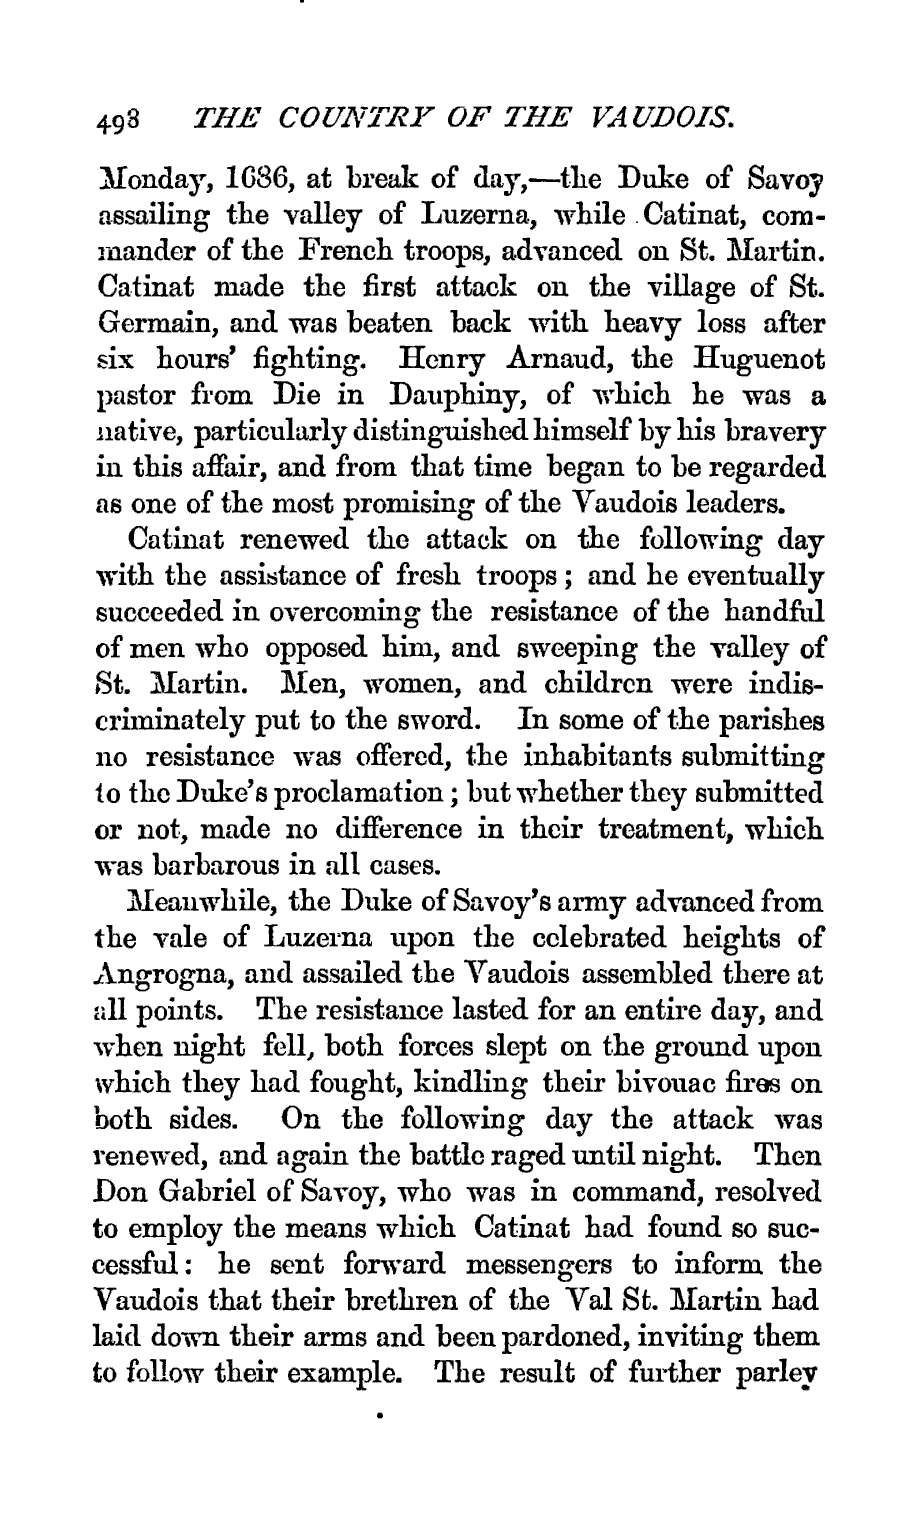 498 THE COUNTRY OF THE VAUDOIS.
Monday, 1686, at break of day,—the Duke of Savoy
assailing the valley of Luzerna, while Catinat, com-
mander of the French troops, advanced on St. Martin.
Catinat made the first attack on the village of St.
Germain, and was beaten back with heavy loss after
six hours' fighting. Henry Arnaud, the Huguenot
pastor from Die in Dauphiny, of which he was a
native, particularly distinguished himself by his bravery
in this affair, and from that time began to be regarded
as one of the most promising of the Vaudois leaders.
Catinat renewed the attack on the following day
with the assistance of fresh troops; and he eventually
succeeded in overcoming the resistance of the handful
of men who opposed him, and sweeping the valley of
St. Martin. Men, women, and children were indis-
criminately put to the sword. In some of the parishes
no resistance was offered, the inhabitants submitting
to the Duke's proclamation; but whether they submitted
or not, made no difference in their treatment, which
was barbarous in all cases.
Meanwhile, the Duke of Savoy's army advanced from
the vale of Luzerna upon the celebrated heights of
Angrogna, and assailed the Vaudois assembled there at
all points. The resistance lasted for an entire day, and
when night fell, both forces slept on the ground upon
which they had fought, kindling their bivouac fires on
both sides. On the following day the attack was
renewed, and again the battle raged until night. Then
Don Gabriel of Savoy, who was in command, resolved
to employ the means which Catinat had found so suc-
cessful: he sent forward messengers to inform the
Vaudois that their brethren of the Val St. Martin had
laid down their arms and been pardoned, inviting them
to follow their example. The result of further parley